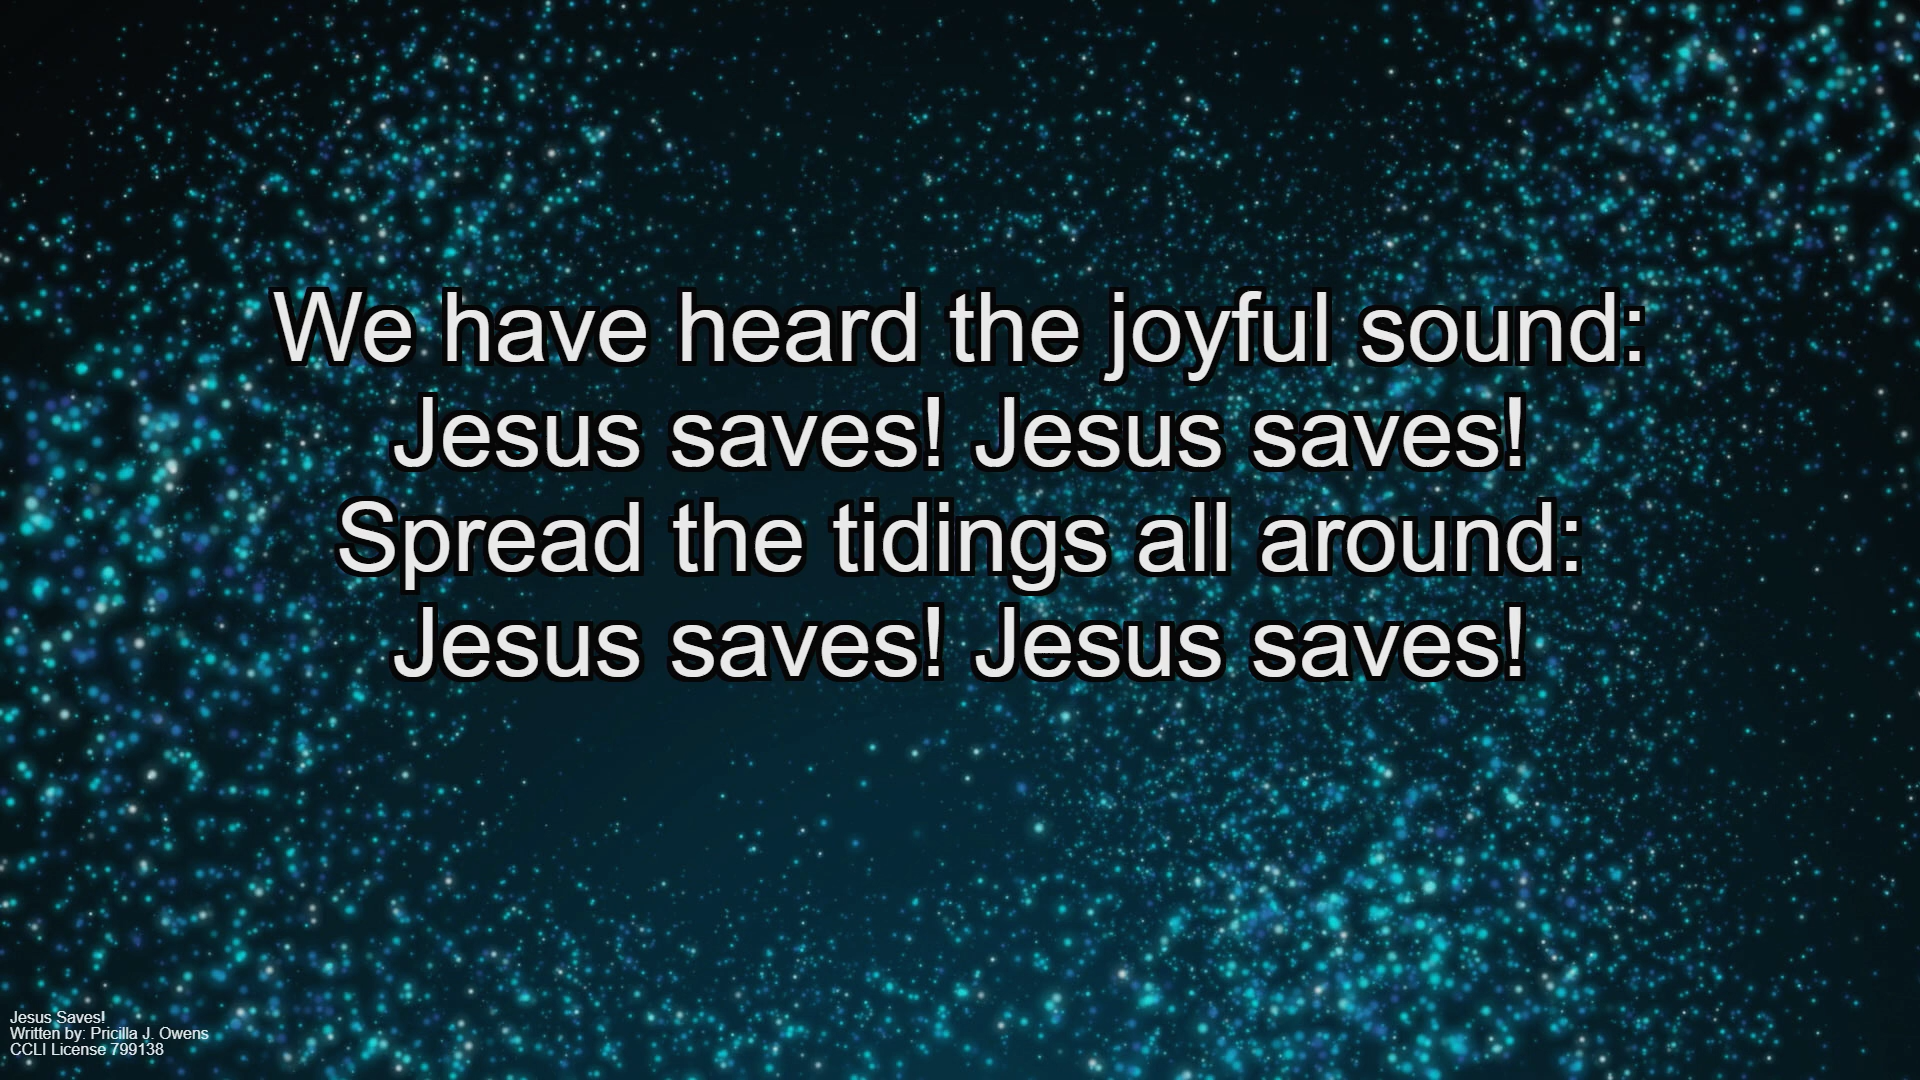 We have heard the joyful sound:
Jesus saves! Jesus saves!
Spread the tidings all around:
Jesus saves! Jesus saves!
Jesus Saves!
Written by: Pricilla J. Owens
CCLI License 799138